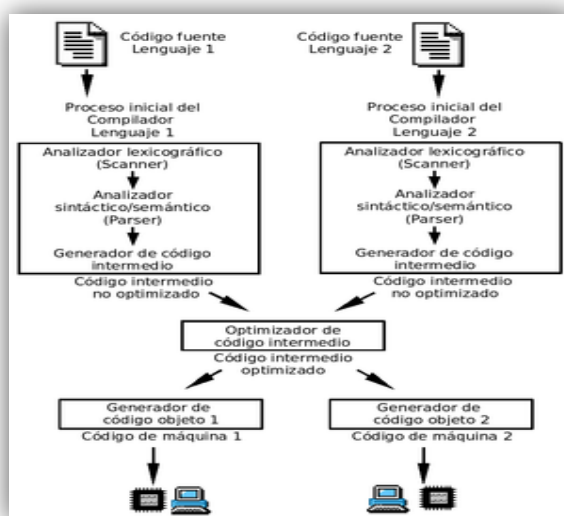 Código fuente
Lenguaje 1
Código fuente
Lenguaje 2
Proceso inicial del
Compilador
Lenguaje 1
Analizador lexicográfico
(Scanner)
Analizador
sintáctico/semántico
(Parser)
Generador de código
intermedio
Código intermedio
no optimizado
Proceso inicial del
Compilador
Lenguaje 2
Analizador lexicográfico
(Scanner)
Analizador
sintáctico/semántico
(Parser)
Generador de código
intermedio
Código intermedio
no optimizado
Optimizador de
código intermedio
Código intermedio
optimizado
Generador de
código objeto 1
Código de máquina 1
Generador de
código objeto 2
Código de máquina 2